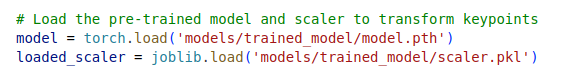 # Load the pre-trained model and scaler to transform keypoints
model = torch.load('models/trained_model/model.pth')
loaded_scaler = joblib.load('models/trained_model/scaler.pkl')